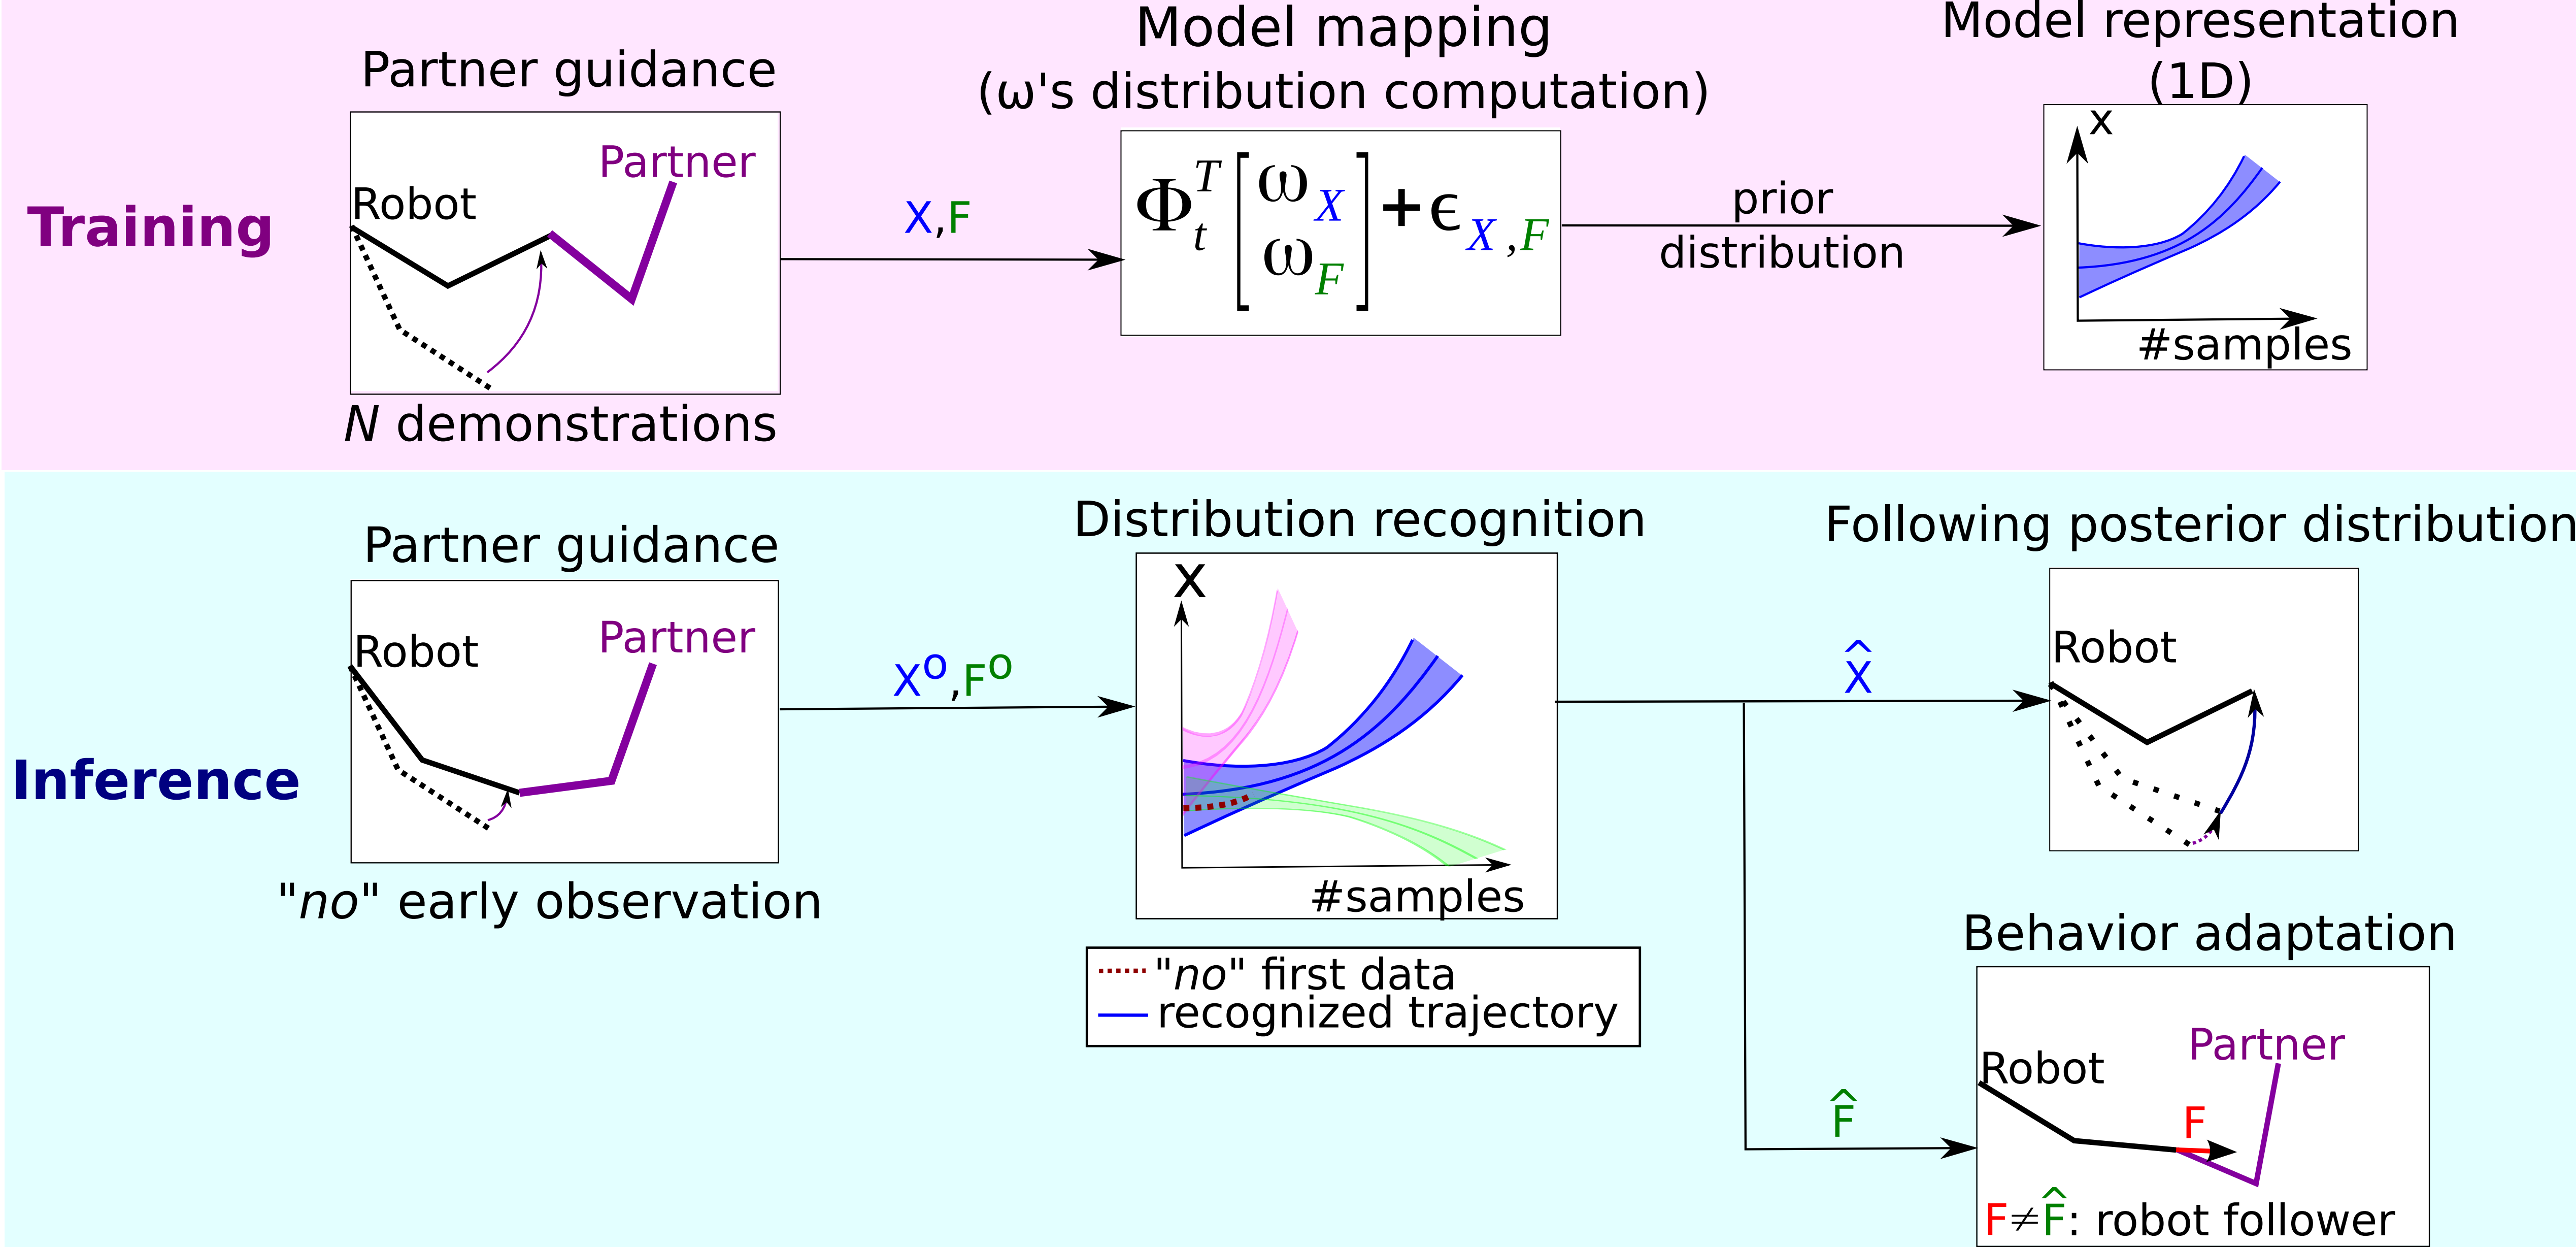 Training
Partner guidance
Robot
Partner
N demonstrations
X,F
Model mapping
(ω's distribution computation)
Φ_t^T [ω_X ω_F] + ϵ_X,F
prior
distribution
Model representation
(1D)
x
#samples
Inference
Partner guidance
Robot
Partner
"no" early observation
X^o,F^o
Distribution recognition
X
#samples
"no" first data
recognized trajectory
X̂
Following posterior distribution
Robot
F̂
Behavior adaptation
Robot
Partner
F
F≠F̂: robot follower